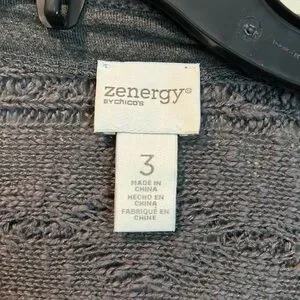 zenergy®
BY CHICO'S
3
MADE IN
CHINA
HECHO EN
CHINA
FABRIQUÉ EN
CHINE